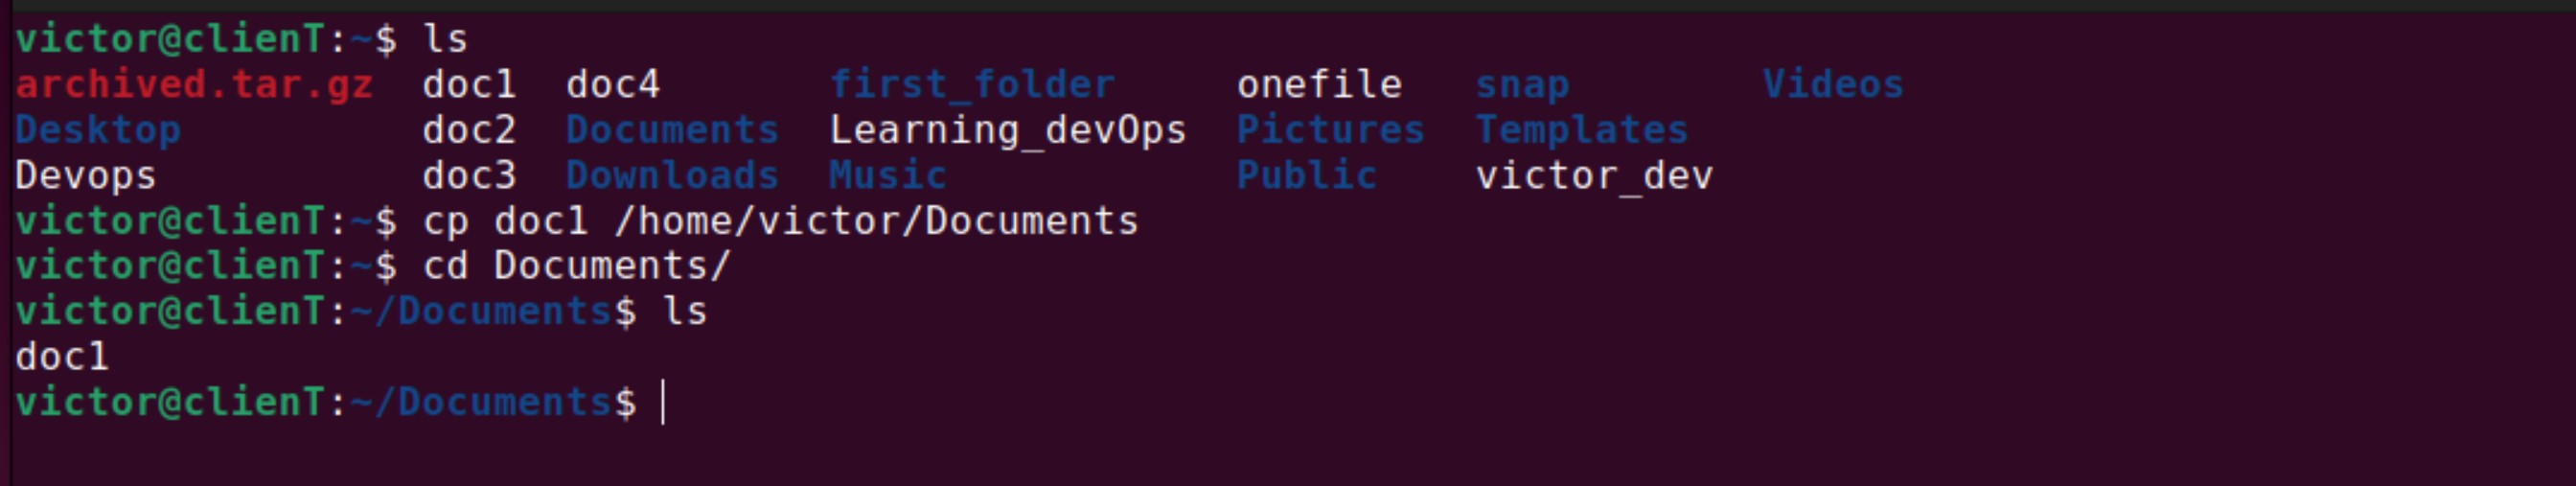 victor@clienT:~$ ls
archived.tar.gz  doc1  doc4       first_folder    onefile   snap       Videos
Desktop          doc2  Documents  Learning_devOps  Pictures  Templates
Devops           doc3  Downloads  Music           Public    victor_dev
victor@clienT:~$ cp doc1 /home/victor/Documents
victor@clienT:~$ cd Documents/
victor@clienT:~/Documents$ ls
doc1
victor@clienT:~/Documents$